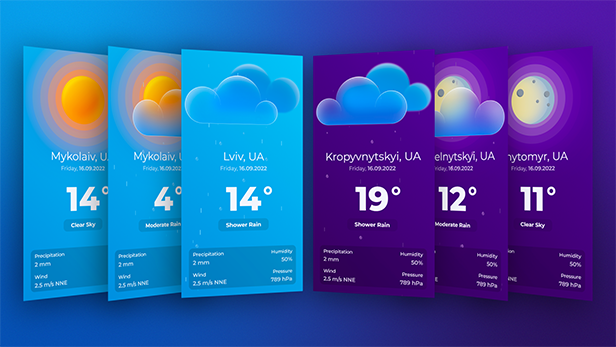 Mykolaiv, UA
Friday, 16.09.2022
14°
Clear Sky
Precipitation
2 mm
Wind
2.5 m/s NNE
Mykolaiv, UA
Friday, 16.09.2022
4°
Moderate Rain
Precipitation
2 mm
Wind
2.5 m/s NNE
Lviv, UA
Friday, 16.09.2022
14°
Shower Rain
Precipitation Humidity
2 mm 50%
Wind Pressure
2.5 m/s NNE 789 hPa
Kropyvnytskyi, UA
Friday, 16.09.2022
19°
Shower Rain
Precipitation Humidity
2 mm 50%
Wind Pressure
2.5 m/s NNE 789 hPa
elnytskyi, UA
16.09.2022
12°
Moderate Rain
Humidity
50%
Pressure
789 hPa
nytomyr, UA
Friday, 16.09.2022
11°
Clear Sky
Humidity
50%
Pressure
789 hPa